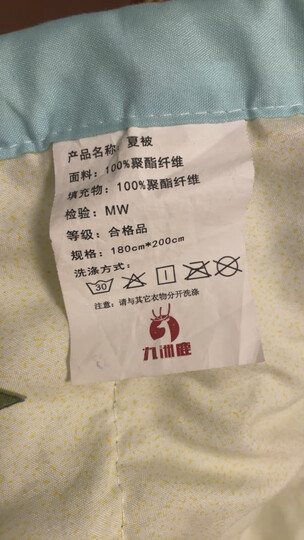 产品名称：夏被
面料：100%聚酯纤维
填充物：100%聚酯纤维
检验：MW
等级：合格品
规格：180cm*200cm
洗涤方式：
30
注意：请与其它衣物分开洗涤
九洲鹿